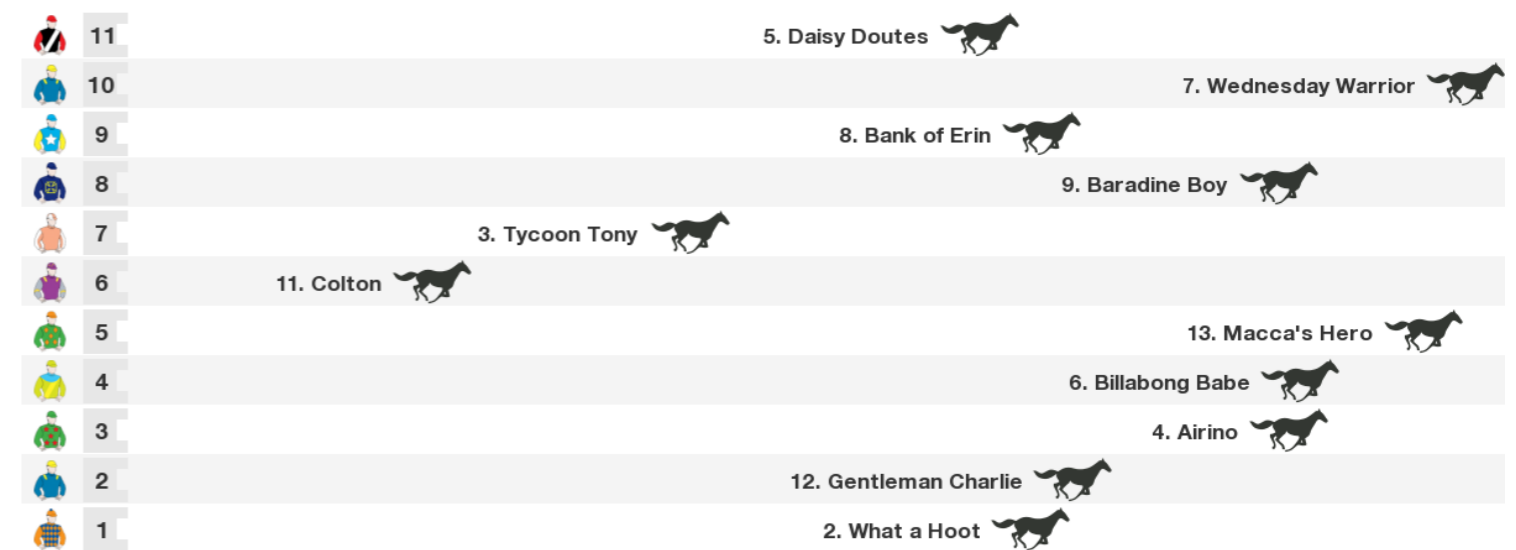 11 5. Daisy Doutes
10 7. Wednesday Warrior
9 8. Bank of Erin
8 9. Baradine Boy
7 3. Tycoon Tony
6 11. Colton
5 13. Macca's Hero
4 6. Billabong Babe
3 4. Airino
2 12. Gentleman Charlie
1 2. What a Hoot